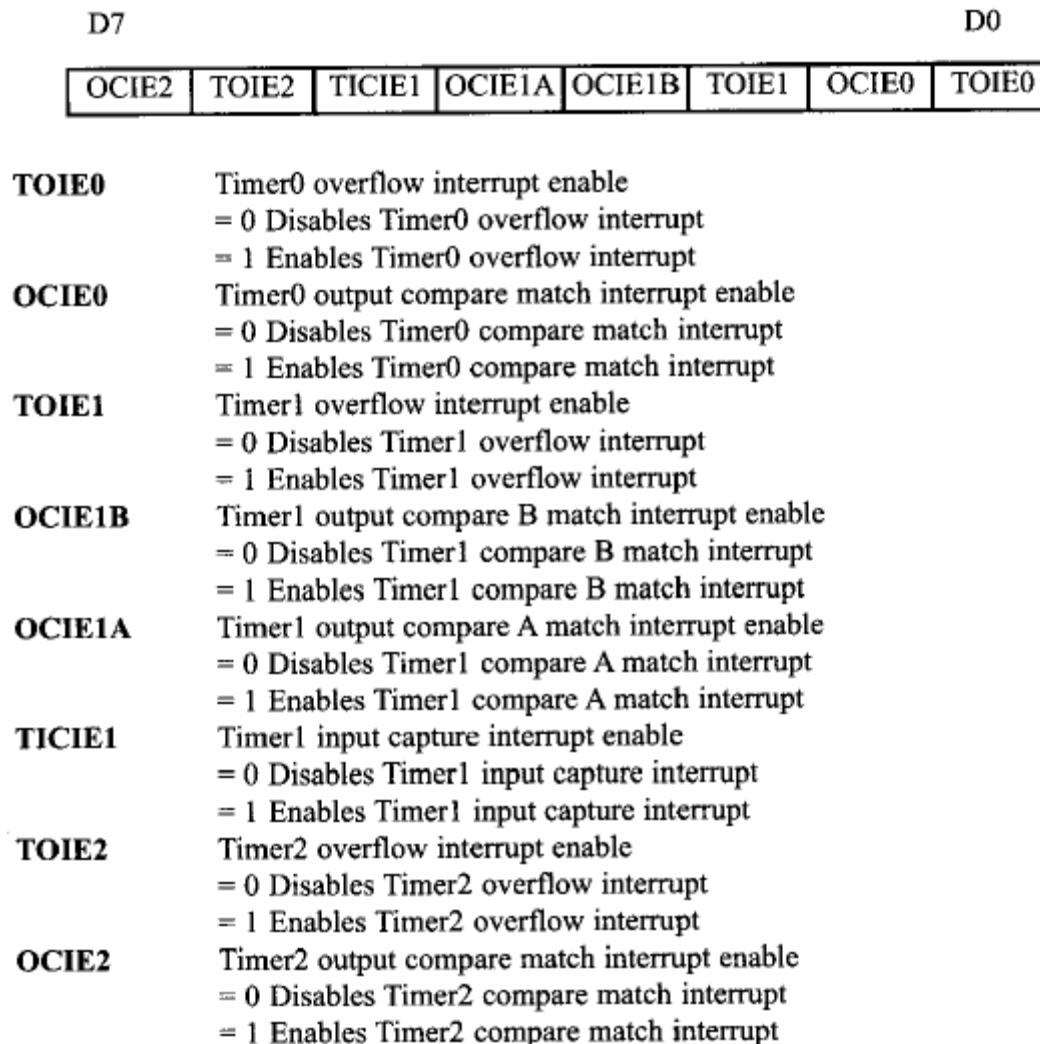 D7 D0
OCIE2 TOIE2 TICIE1 OCIE1A OCIE1B TOIE1 OCIE0 TOIE0
TOIE0 Timer0 overflow interrupt enable
= 0 Disables Timer0 overflow interrupt
= 1 Enables Timer0 overflow interrupt
OCIE0 Timer0 output compare match interrupt enable
= 0 Disables Timer0 compare match interrupt
= 1 Enables Timer0 compare match interrupt
TOIE1 Timer1 overflow interrupt enable
= 0 Disables Timer1 overflow interrupt
= 1 Enables Timer1 overflow interrupt
OCIE1B Timer1 output compare B match interrupt enable
= 0 Disables Timer1 compare B match interrupt
= 1 Enables Timer1 compare B match interrupt
OCIE1A Timer1 output compare A match interrupt enable
= 0 Disables Timer1 compare A match interrupt
= 1 Enables Timer1 compare A match interrupt
TICIE1 Timer1 input capture interrupt enable
= 0 Disables Timer1 input capture interrupt
= 1 Enables Timer1 input capture interrupt
TOIE2 Timer2 overflow interrupt enable
= 0 Disables Timer2 overflow interrupt
= 1 Enables Timer2 overflow interrupt
OCIE2 Timer2 output compare match interrupt enable
= 0 Disables Timer2 compare match interrupt
= 1 Enables Timer2 compare match interrupt